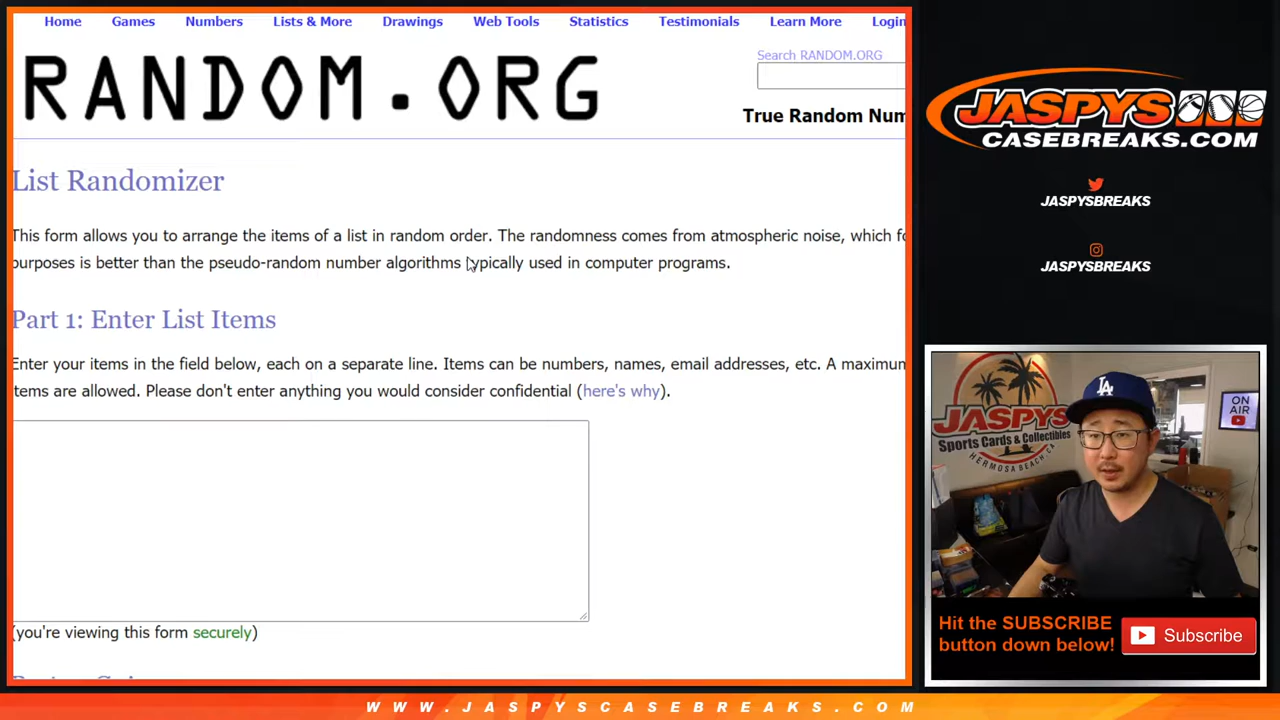 Home Games Numbers Lists & More Drawings Web Tools Statistics Testimonials Learn More Login
RANDOM.ORG
Search RANDOM.ORG
True Random Num
List Randomizer
This form allows you to arrange the items of a list in random order. The randomness comes from atmospheric noise, which fo
purposes is better than the pseudo-random number algorithms typically used in computer programs.
Part 1: Enter List Items
Enter your items in the field below, each on a separate line. Items can be numbers, names, email addresses, etc. A maximum
items are allowed. Please don't enter anything you would consider confidential (here's why).
(you're viewing this form securely)
JASPYS
CASEBREAKS.COM
JASPYSBREAKS
JASPYSBREAKS
JASPYS
Sports Cards & Collectibles
HERMOSA BEACH. CA
LA
ON
AIR
Hit the SUBSCRIBE
button down below!
Subscribe
WWW.JASPYSCASEBREAKS.COM